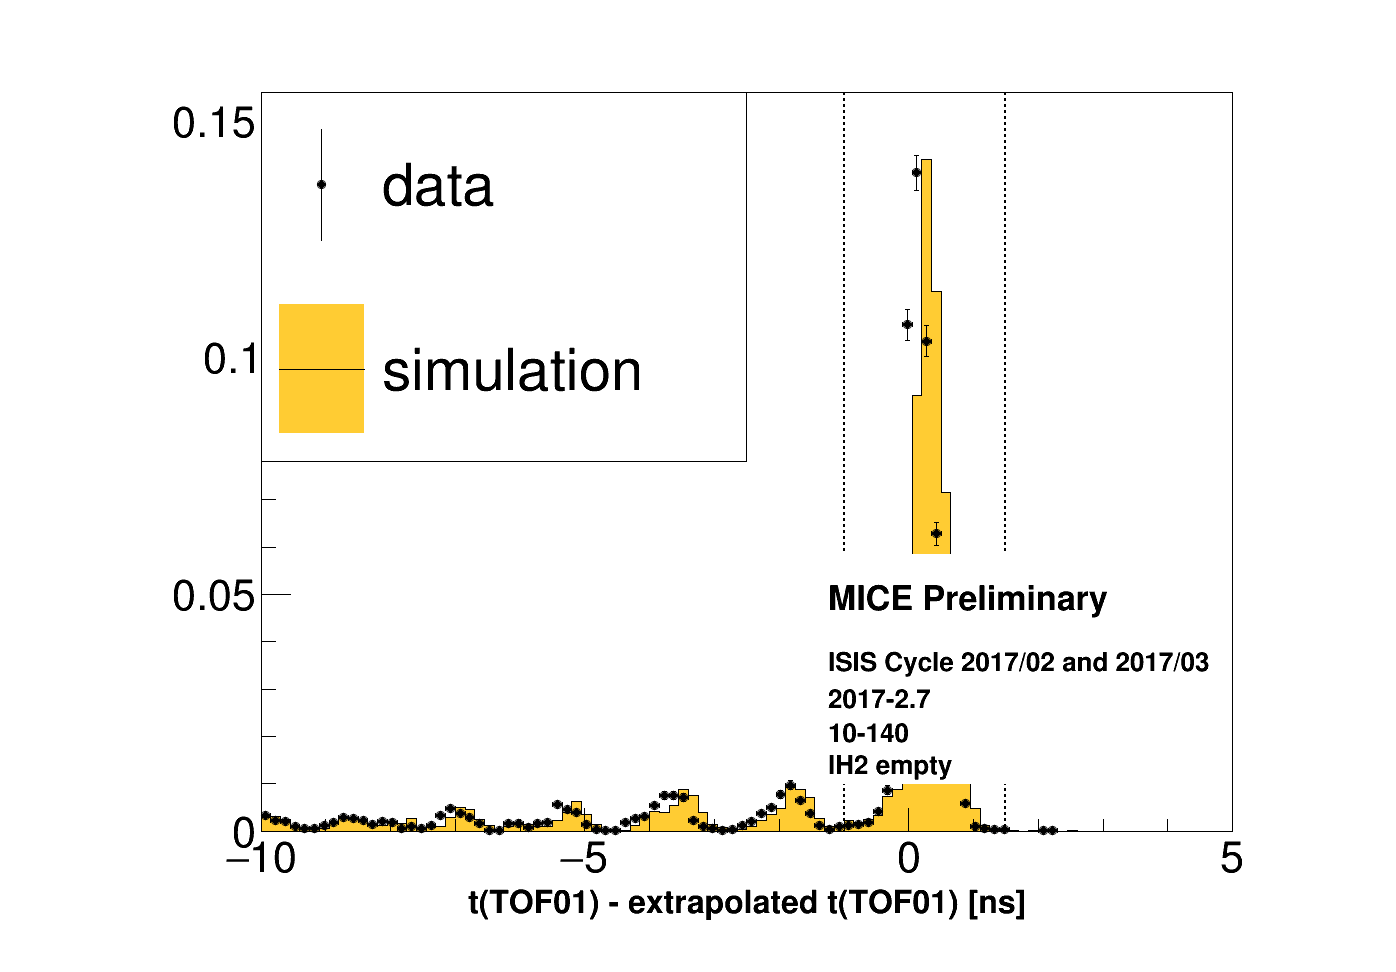 0.15
data
0.1
simulation
0.05
MICE Preliminary
ISIS Cycle 2017/02 and 2017/03
2017-2.7
10-140
IH2 empty
0
−10 −5 0 5
t(TOF01) - extrapolated t(TOF01) [ns]